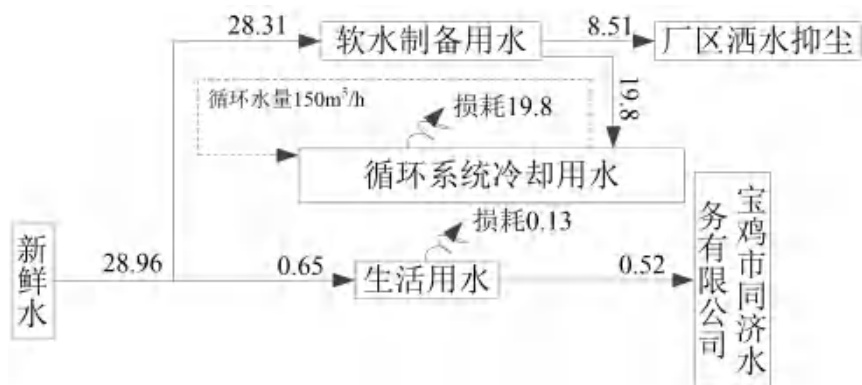 28.31
软水制备用水
8.51
厂区洒水抑尘
循环水量150m³/h
损耗19.8
19.8
循环系统冷却用水
新鲜水
28.96
0.65
损耗0.13
生活用水
0.52
宝鸡市同济水
务有限公司